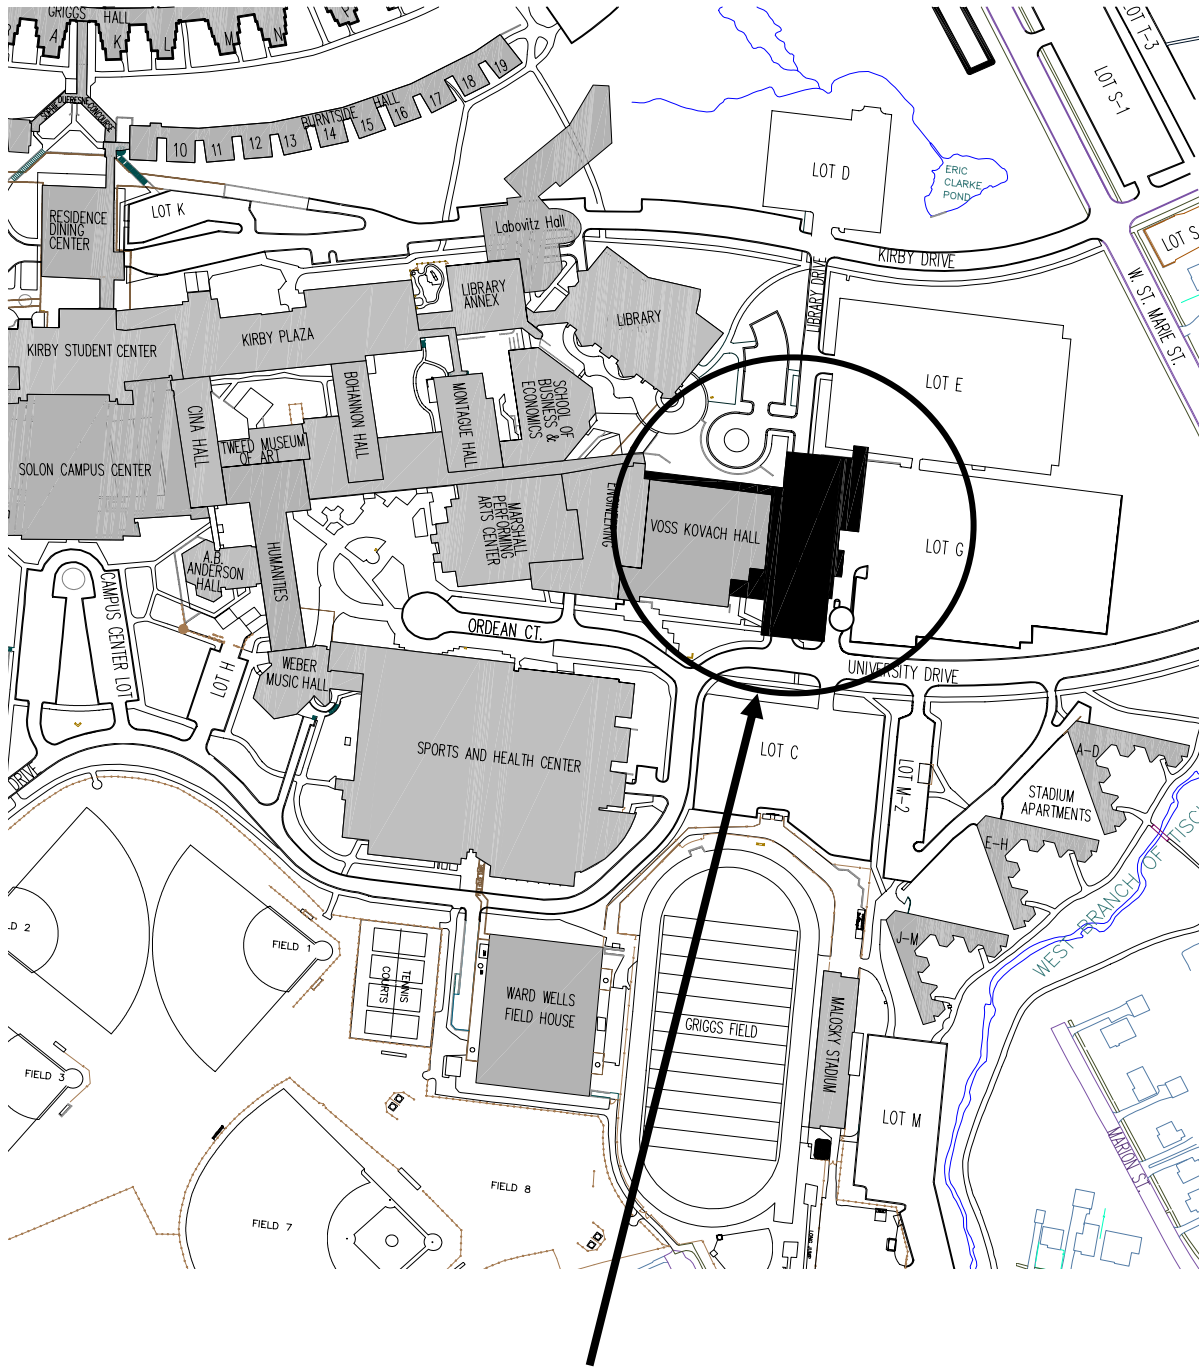 GRIGGS HALL
A
K
L
M
N
P
SOPHIE DUFRESNE CONCOURSE
BURNTSIDE HALL
10
11
12
13
14
15
16
17
18
19
LOT T-3
LOT S-1
LOT D
ERIC
CLARKE
POND
LOT K
RESIDENCE
DINING
CENTER
Labovitz Hall
LOT S
KIRBY DRIVE
LIBRARY DRIVE
W. ST. MARIE ST.
LIBRARY
ANNEX
LIBRARY
KIRBY PLAZA
KIRBY STUDENT CENTER
LOT E
BOHANNON HALL
MONTAGUE HALL
SCHOOL OF
BUSINESS &
ECONOMICS
CINA HALL
TWEED MUSEUM
OF ART
SOLON CAMPUS CENTER
ENGINEERING
MARSHALL
PERFORMING
ARTS CENTER
VOSS KOVACH HALL
LOT G
HUMANITIES
A.B.
ANDERSON
HALL
CAMPUS CENTER LOT
ORDEAN CT.
H LOT
WEBER
MUSIC HALL
UNIVERSITY DRIVE
SPORTS AND HEALTH CENTER
LOT C
LOT M-2
A-D
STADIUM
APARTMENTS
DRIVE
E-H
WEST BRANCH OF TISC
LD 2
FIELD 1
J-M
TENNIS
COURTS
WARD WELLS
FIELD HOUSE
GRIGGS FIELD
MALOSKY STADIUM
FIELD 3
LOT M
MARION ST.
FIELD 8
FIELD 7